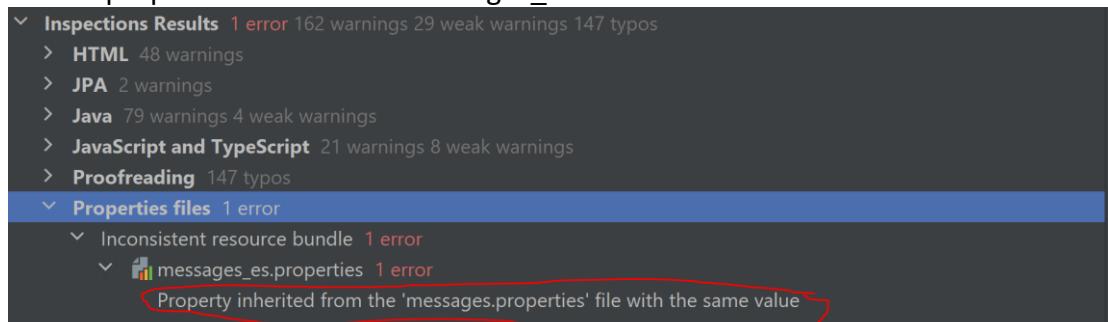 Inspections Results 1 error 162 warnings 29 weak warnings 147 typos
HTML 48 warnings
JPA 2 warnings
Java 79 warnings 4 weak warnings
JavaScript and TypeScript 21 warnings 8 weak warnings
Proofreading 147 typos
Properties files 1 error
Inconsistent resource bundle 1 error
messages_es.properties 1 error
Property inherited from the 'messages.properties' file with the same value